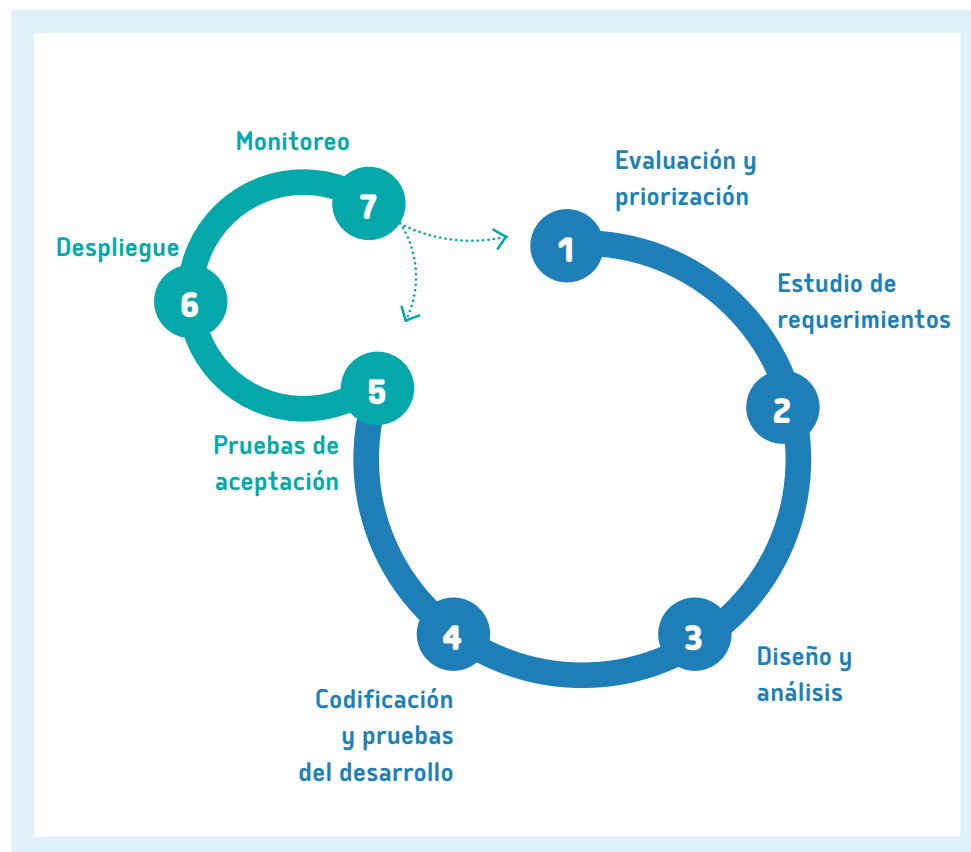 Monitoreo
7
Evaluación y
priorización
1
Despliegue
6
Estudio de
requerimientos
2
5
Pruebas de
aceptación
4
3
Diseño y
análisis
Codificación
y pruebas
del desarrollo